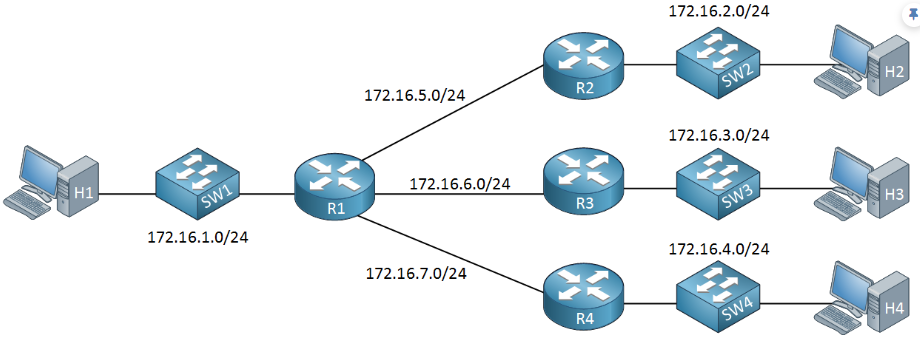 172.16.2.0/24
R2
SW2
H2
172.16.5.0/24
172.16.3.0/24
H1
SW1
R1
172.16.6.0/24
R3
SW3
H3
172.16.1.0/24
172.16.7.0/24
172.16.4.0/24
R4
SW4
H4